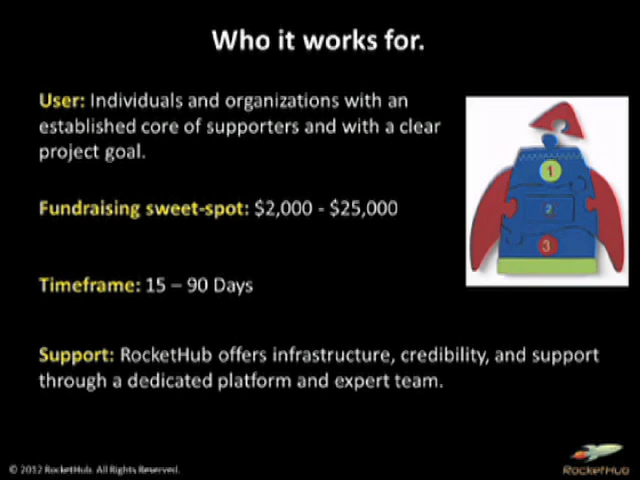 Who it works for.
User: Individuals and organizations with an
established core of supporters and with a clear
project goal.
1
Fundraising sweet-spot: $2,000 - $25,000
2
3
Timeframe: 15 – 90 Days
Support: RocketHub offers infrastructure, credibility, and support
through a dedicated platform and expert team.
© 2012 RocketHub. All Rights Reserved.
ROCKETHUB